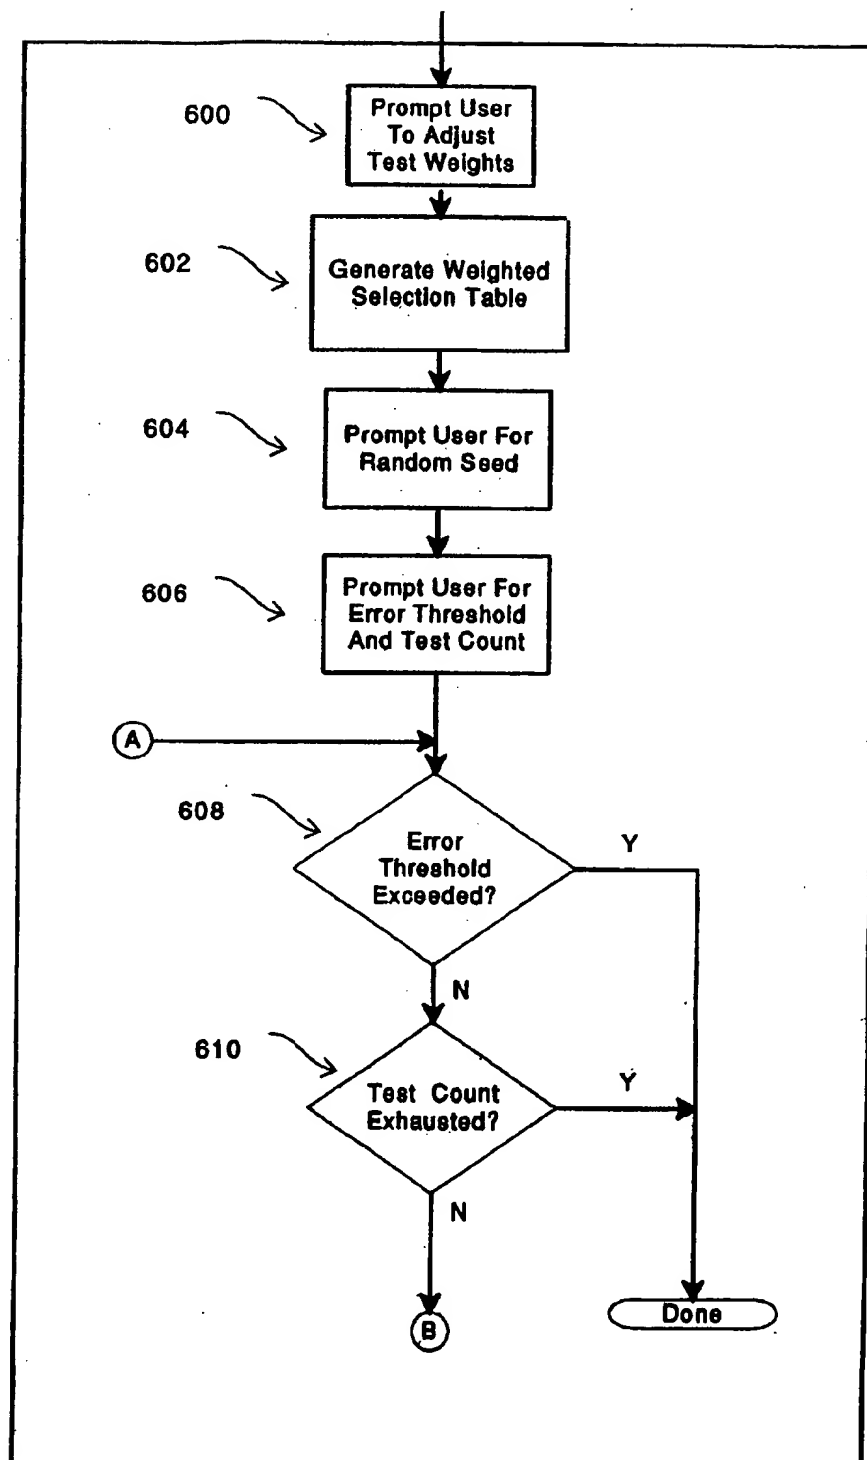 600
Prompt User
To Adjust
Test Weights
602
Generate Weighted
Selection Table
604
Prompt User For
Random Seed
606
Prompt User For
Error Threshold
And Test Count
A
608
Error
Threshold
Exceeded?
Y
N
610
Test Count
Exhausted?
Y
N
B
Done